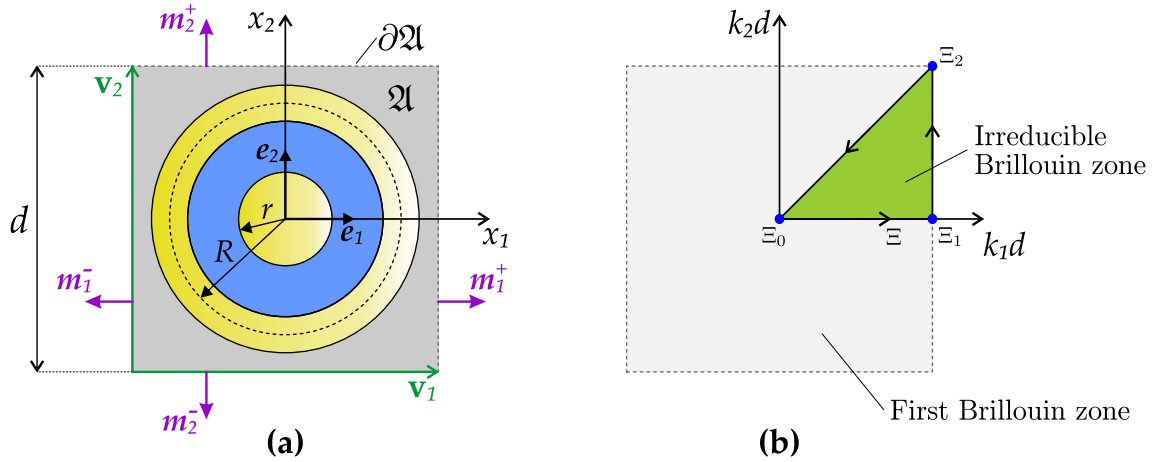 m₂⁺
x₂
∂𝔄
v₂
𝔄
e₂
d
r
e₁
x₁
R
m₁⁻
m₁⁺
v₁
m₂⁻
(a)
k₂d
Ξ₂
Irreducible
Brillouin zone
Ξ₀
Ξ
Ξ₁
k₁d
First Brillouin zone
(b)